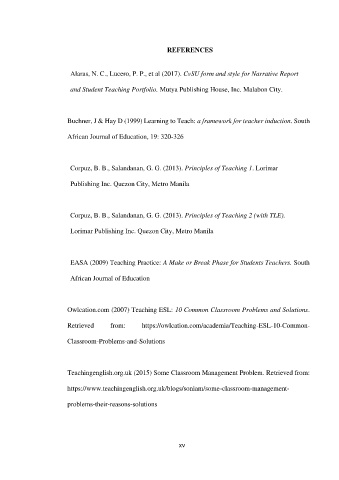 REFERENCES
Alaras, N. C., Lucero, P. P., et al (2017). CvSU form and style for Narrative Report
and Student Teaching Portfolio. Mutya Publishing House, Inc. Malabon City.
Buchner, J & Hay D (1999) Learning to Teach: a framework for teacher induction. South
African Journal of Education, 19: 320-326
Corpuz, B. B., Salandanan, G. G. (2013). Principles of Teaching 1. Lorimar
Publishing Inc. Quezon City, Metro Manila
Corpuz, B. B., Salandanan, G. G. (2013). Principles of Teaching 2 (with TLE).
Lorimar Publishing Inc. Quezon City, Metro Manila
EASA (2009) Teaching Practice: A Make or Break Phase for Students Teachers. South
African Journal of Education
Owlcation.com (2007) Teaching ESL: 10 Common Classroom Problems and Solutions.
Retrieved from: https://owlcation.com/academia/Teaching-ESL-10-Common-
Classroom-Problems-and-Solutions
Teachingenglish.org.uk (2015) Some Classroom Management Problem. Retrieved from:
https://www.teachingenglish.org.uk/blogs/soniam/some-classroom-management-
problems-their-reasons-solutions
xv